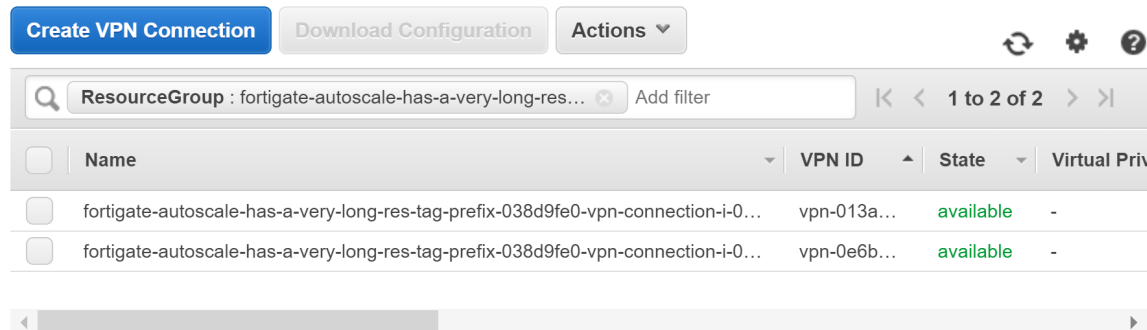 Create VPN Connection Download Configuration Actions
ResourceGroup : fortigate-autoscale-has-a-very-long-res... Add filter 1 to 2 of 2
Name VPN ID State Virtual Priv
fortigate-autoscale-has-a-very-long-res-tag-prefix-038d9fe0-vpn-connection-i-0... vpn-013a... available -
fortigate-autoscale-has-a-very-long-res-tag-prefix-038d9fe0-vpn-connection-i-0... vpn-0e6b... available -